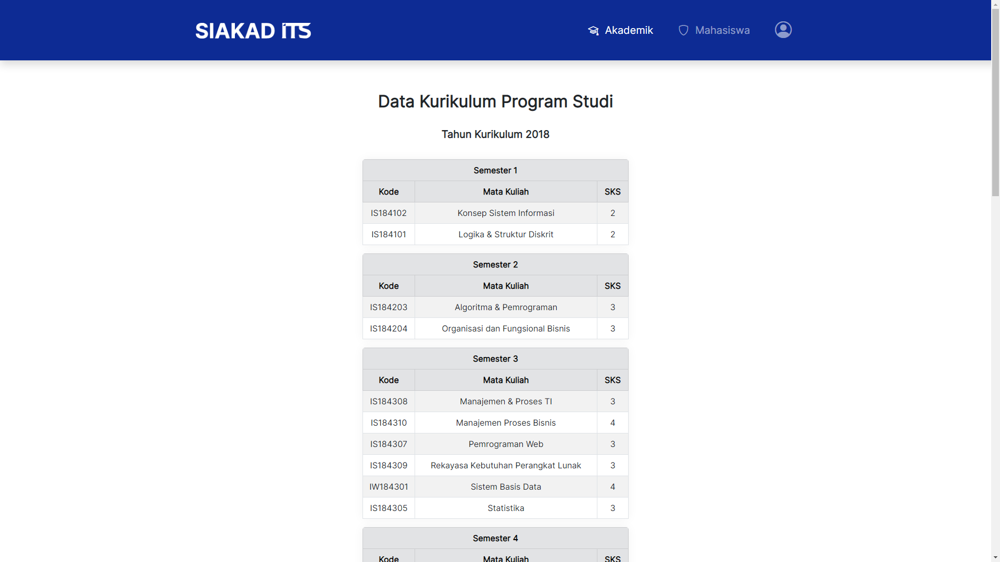 SIAKAD ITS
Akademik
Mahasiswa
Data Kurikulum Program Studi
Tahun Kurikulum 2018
Semester 1
Kode Mata Kuliah SKS
IS184102 Konsep Sistem Informasi 2
IS184101 Logika & Struktur Diskrit 2
Semester 2
Kode Mata Kuliah SKS
IS184203 Algoritma & Pemrograman 3
IS184204 Organisasi dan Fungsional Bisnis 3
Semester 3
Kode Mata Kuliah SKS
IS184308 Manajemen & Proses TI 3
IS184310 Manajemen Proses Bisnis 4
IS184307 Pemrograman Web 3
IS184309 Rekayasa Kebutuhan Perangkat Lunak 3
IW184301 Sistem Basis Data 4
IS184305 Statistika 3
Semester 4
Kode Mata Kuliah SKS